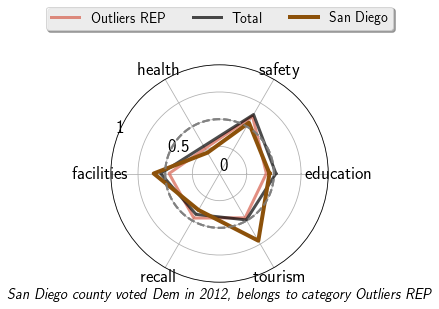 Outliers REP Total San Diego
health safety
1
0.5
0
facilities education
recall tourism
San Diego county voted Dem in 2012, belongs to category Outliers REP